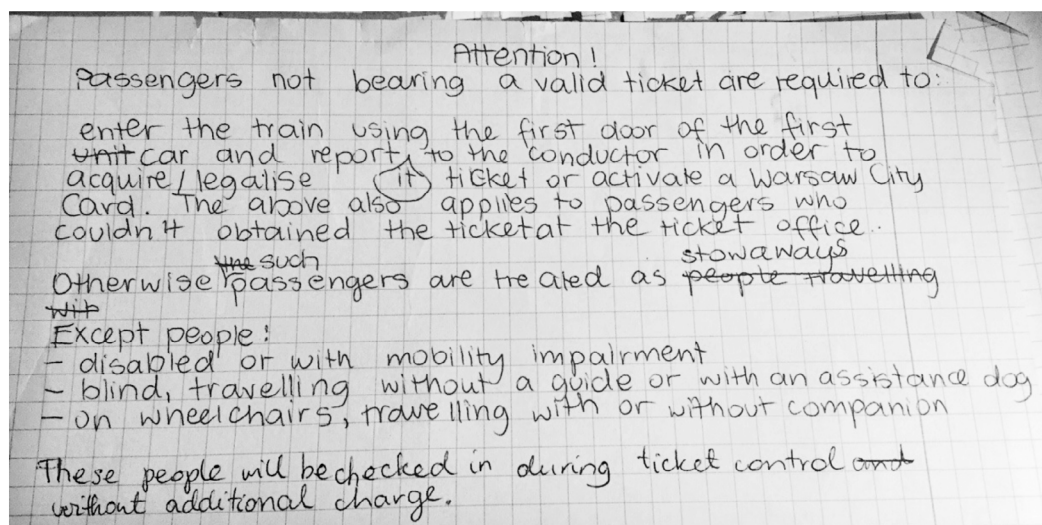 Attention !
Passengers not bearing a valid ticket are required to:
enter the train using the first door of the first
unit car and report to the conductor in order to
acquire/legalise it ticket or activate a Warsaw City
Card. The above also applies to passengers who
couldn't obtained the ticket at the ticket office..
the such stowaways
Otherwise passengers are treated as people travelling
wit
Except people:
- disabled or with mobility impairment
- blind, travelling without a guide or with an assistance dog
- on wheelchairs, travelling with or without companion
These people will be checked in during ticket control and
without additional charge.